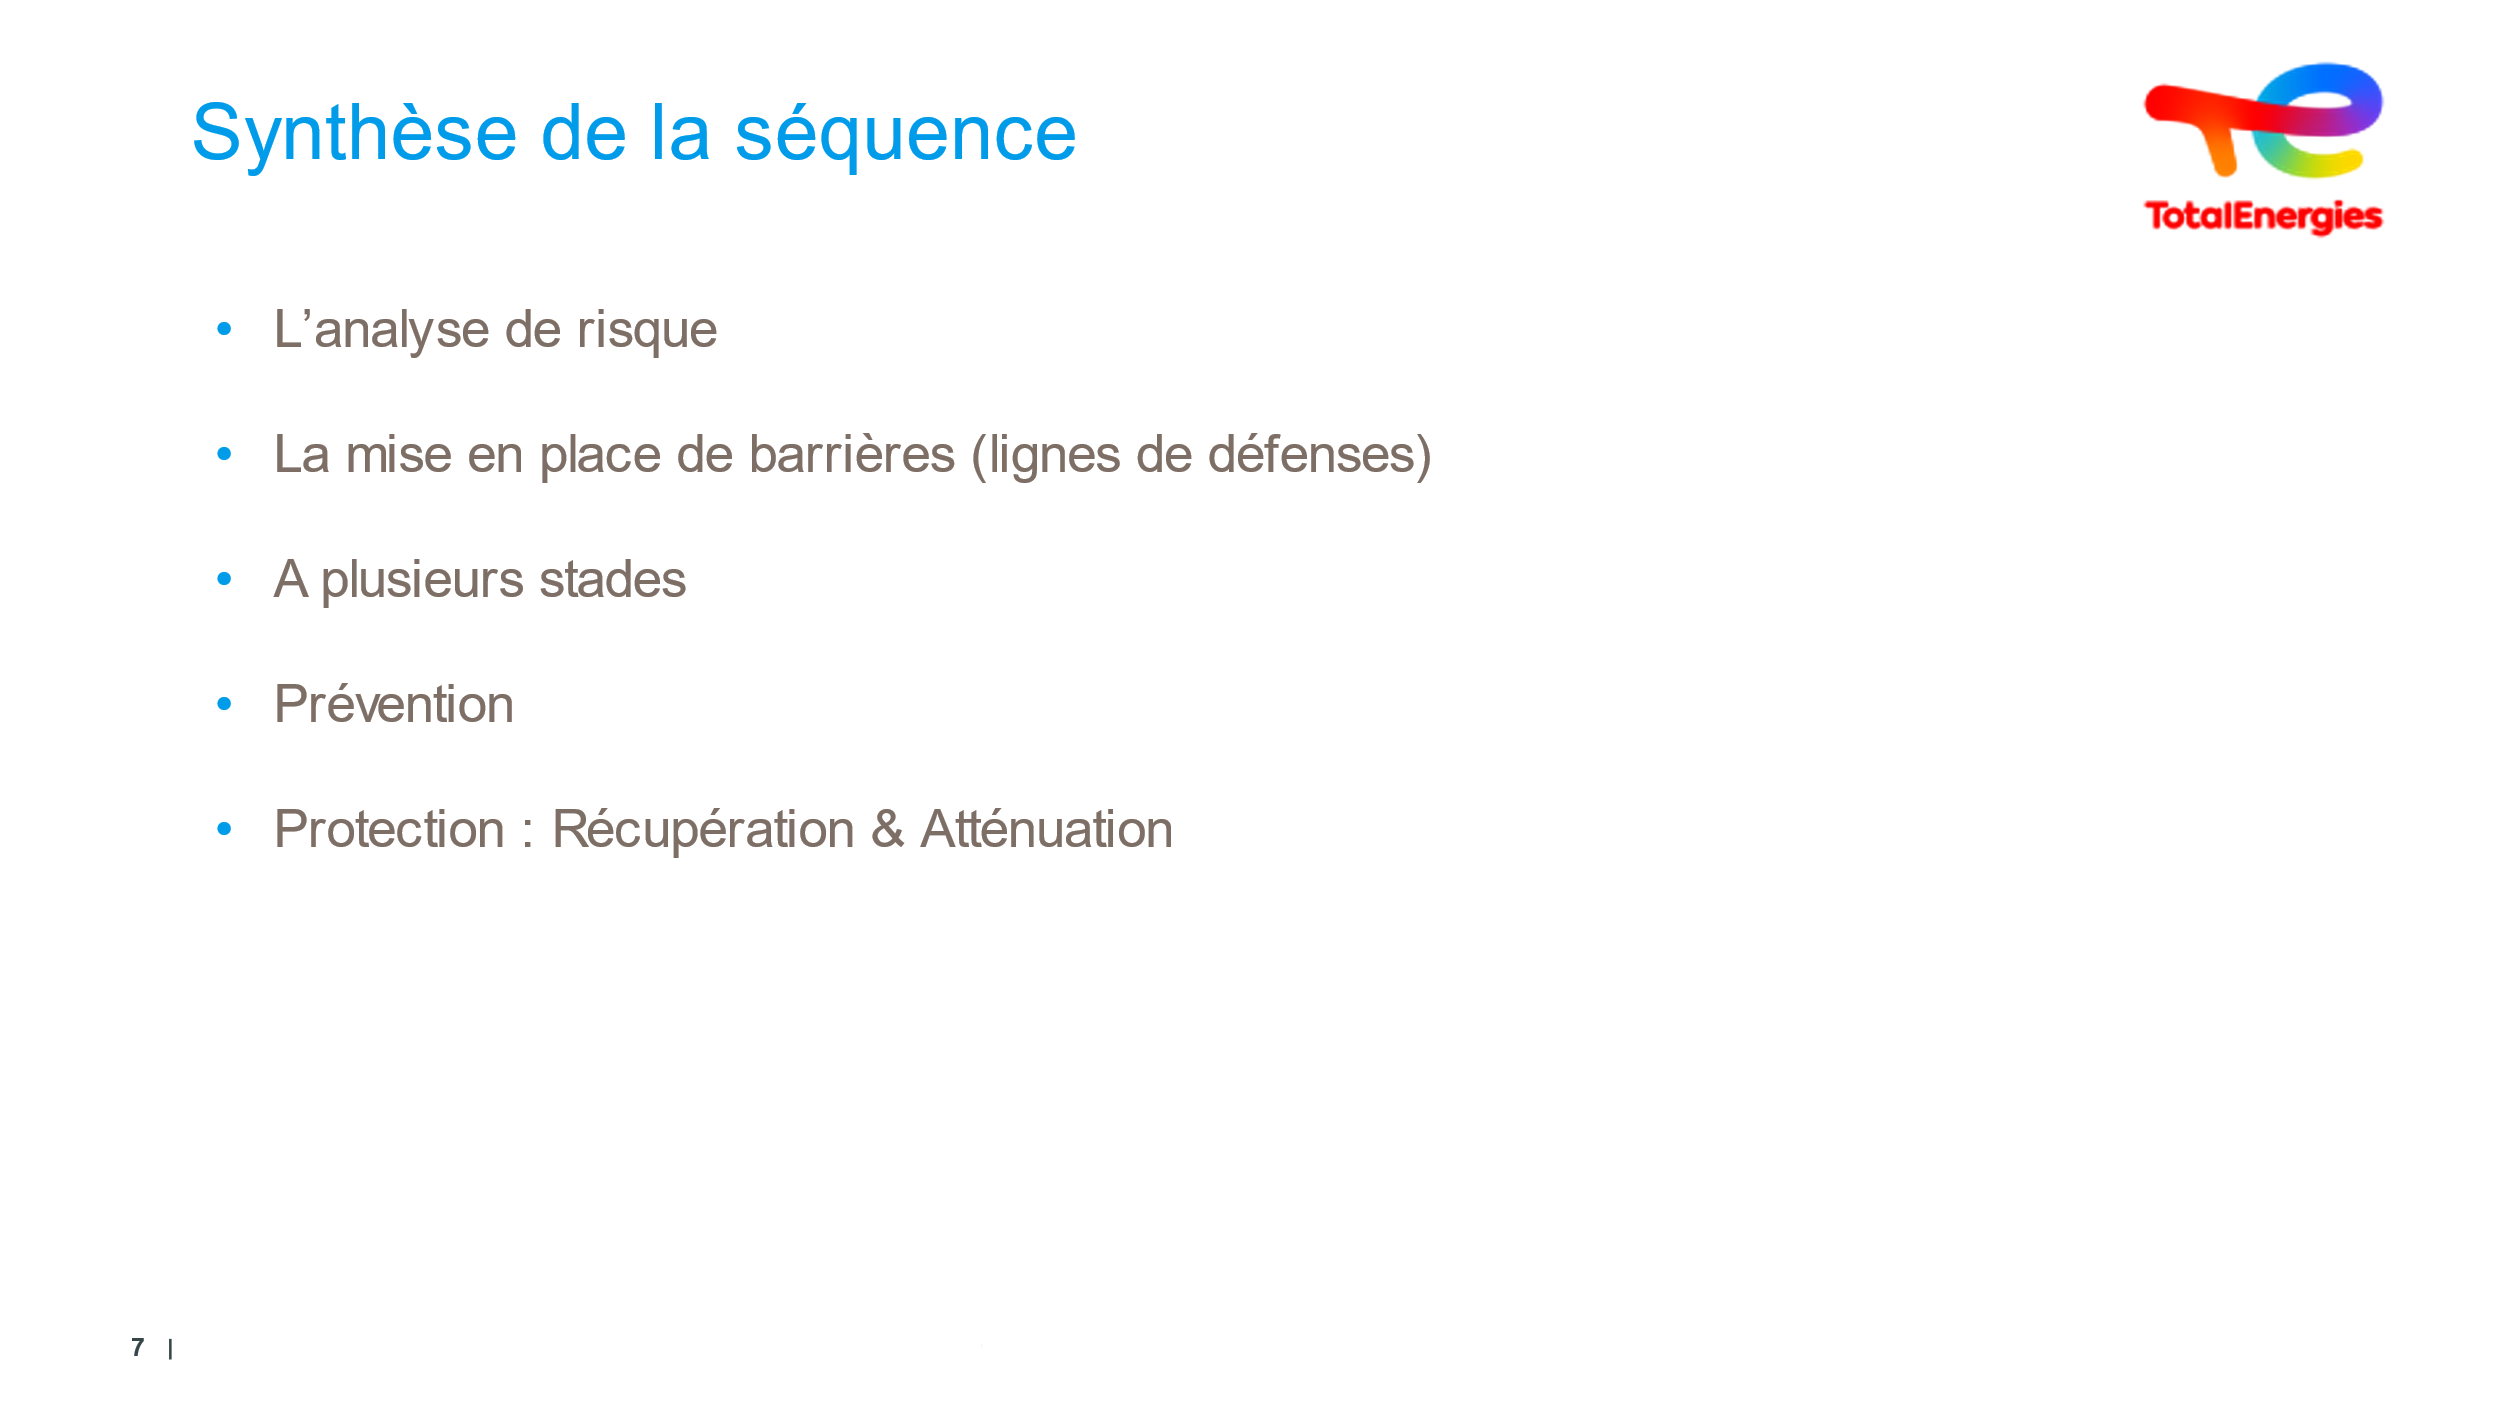 Synthèse de la séquence
TotalEnergies
• L’analyse de risque
• La mise en place de barrières (lignes de défenses)
• A plusieurs stades
• Prévention
• Protection : Récupération & Atténuation
7 |